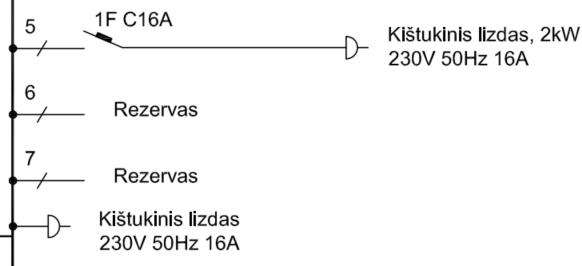 5
1F C16A
Kištukinis lizdas, 2kW
230V 50Hz 16A
6
Rezervas
7
Rezervas
Kištukinis lizdas
230V 50Hz 16A